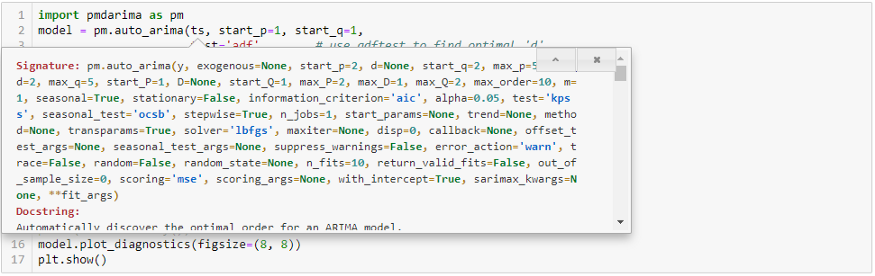 1 import pmdarima as pm
2 model = pm.auto_arima(ts, start_p=1, start_q=1,
3 st='adf' # use adftest to find optimal 'd'
Signature: pm.auto_arima(y, exogenous=None, start_p=2, d=None, start_q=2, max_p=5
d=2, max_q=5, start_P=1, D=None, start_Q=1, max_P=2, max_D=1, max_Q=2, max_order=10, m=
1, seasonal=True, stationary=False, information_criterion='aic', alpha=0.05, test='kps
s', seasonal_test='ocsb', stepwise=True, n_jobs=1, start_params=None, trend=None, metho
d=None, transparams=True, solver='lbfgs', maxiter=None, disp=0, callback=None, offset_t
est_args=None, seasonal_test_args=None, suppress_warnings=False, error_action='warn', t
race=False, random=False, random_state=None, n_fits=10, return_valid_fits=False, out_of
_sample_size=0, scoring='mse', scoring_args=None, with_intercept=True, sarimax_kwargs=N
one, **fit_args)
Docstring:
Automatically discover the optimal order for an ARIMA model.
16 model.plot_diagnostics(figsize=(8, 8))
17 plt.show()